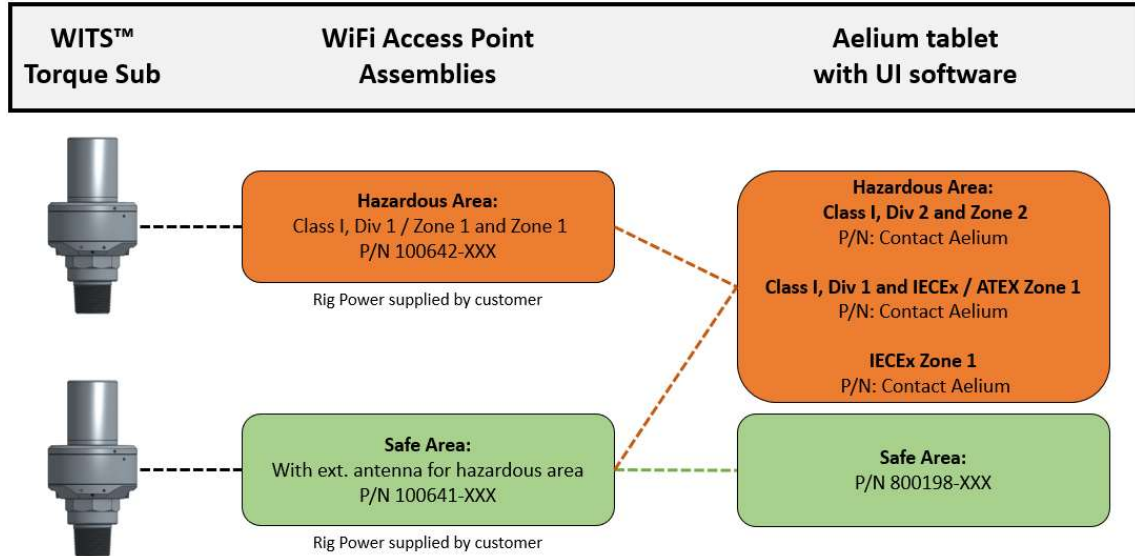 WITS™
Torque Sub
WiFi Access Point
Assemblies
Aelium tablet
with UI software
Hazardous Area:
Class I, Div 1 / Zone 1 and Zone 1
P/N 100642-XXX
Rig Power supplied by customer
Hazardous Area:
Class I, Div 2 and Zone 2
P/N: Contact Aelium
Class I, Div 1 and IECEx / ATEX Zone 1
P/N: Contact Aelium
IECEx Zone 1
P/N: Contact Aelium
Safe Area:
With ext. antenna for hazardous area
P/N 100641-XXX
Rig Power supplied by customer
Safe Area:
P/N 800198-XXX